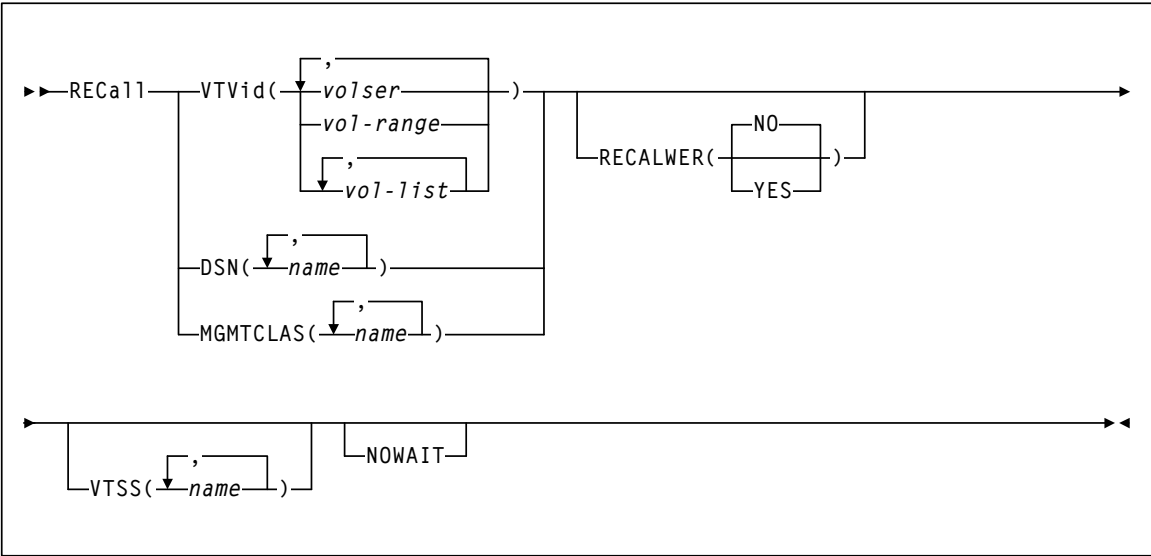 ,
RECall VTVid( volser )
vol-range
RECALWER( NO )
YES
,
vol-list
,
DSN( name )
,
MGMTCLAS( name )
,
VTSS( name )
NOWAIT